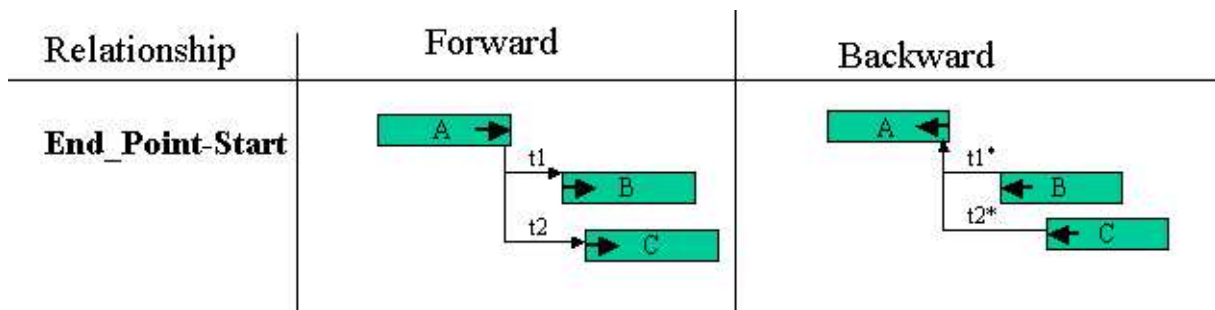 Relationship
Forward
Backward
End_Point-Start
A
t1
B
t2
C
A
t1*
B
t2*
C